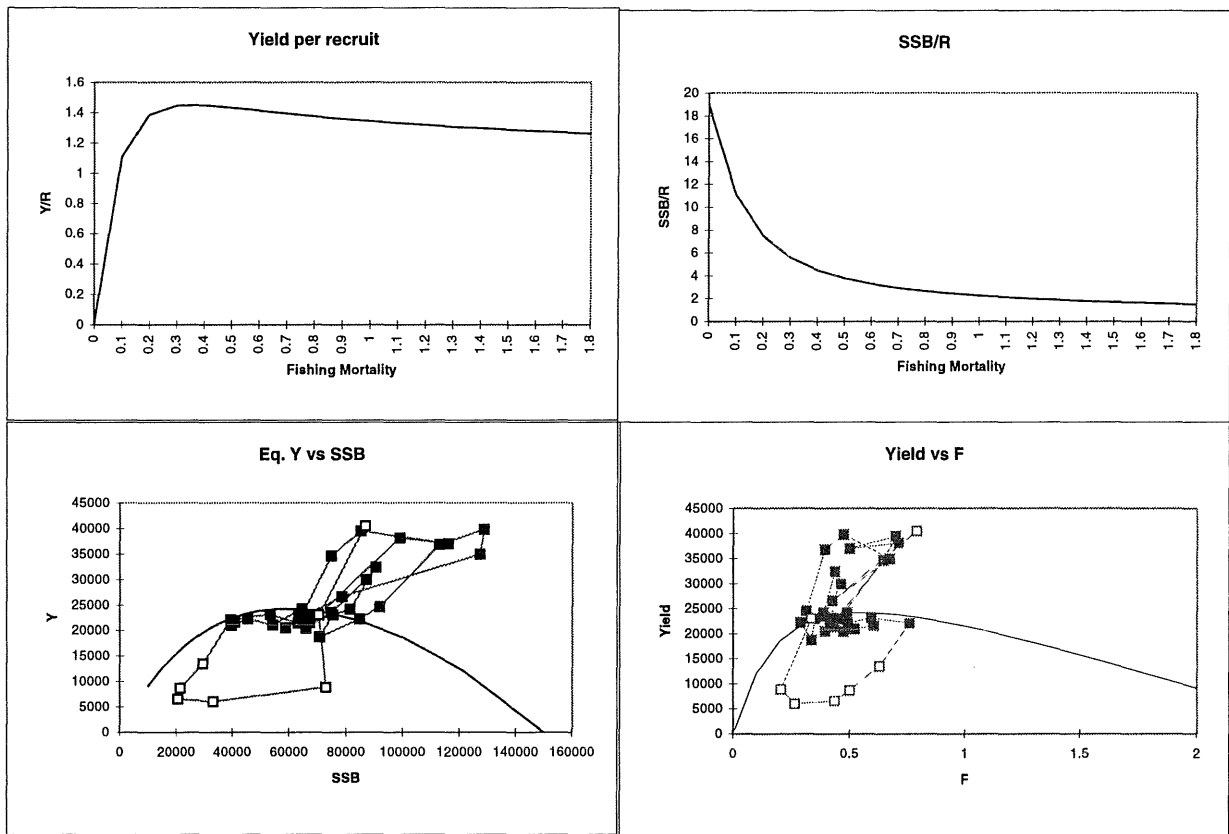 Yield per recruit
1.6
1.4
1.2
1
0.8
0.6
0.4
0.2
0
Y/R
0 0.1 0.2 0.3 0.4 0.5 0.6 0.7 0.8 0.9 1 1.1 1.2 1.3 1.4 1.5 1.6 1.7 1.8
Fishing Mortality
SSB/R
20
18
16
14
12
10
8
6
4
2
0
SSB/R
0 0.1 0.2 0.3 0.4 0.5 0.6 0.7 0.8 0.9 1 1.1 1.2 1.3 1.4 1.5 1.6 1.7 1.8
Fishing Mortality
Eq. Y vs SSB
45000
40000
35000
30000
25000
20000
15000
10000
5000
0
Y
0 20000 40000 60000 80000 100000 120000 140000 160000
SSB
Yield vs F
45000
40000
35000
30000
25000
20000
15000
10000
5000
0
Yield
0 0.5 1 1.5 2
F